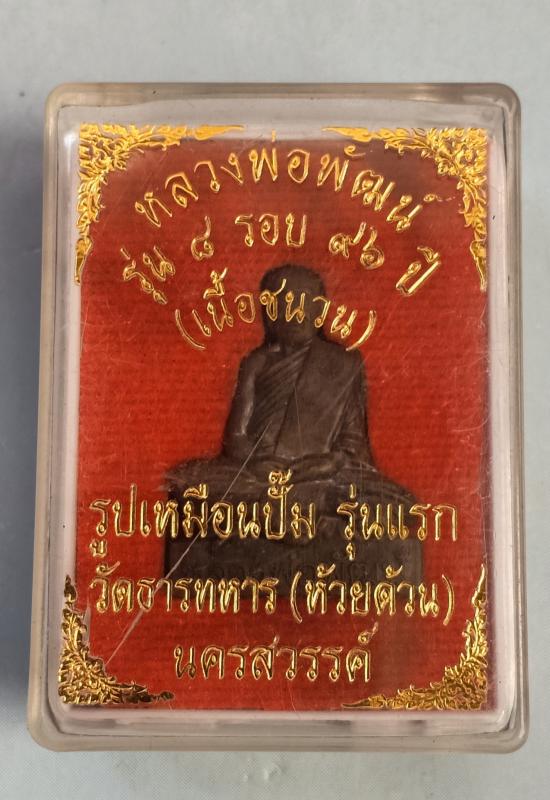 หลวงพ่อพัฒน์
รุ่น ๘ รอบ ๙๖ ปี
(เนื้อชนวน)
รูปเหมือนปั๊ม รุ่นแรก
วัดธารทหาร (ห้วยด้วน)
นครสวรรค์